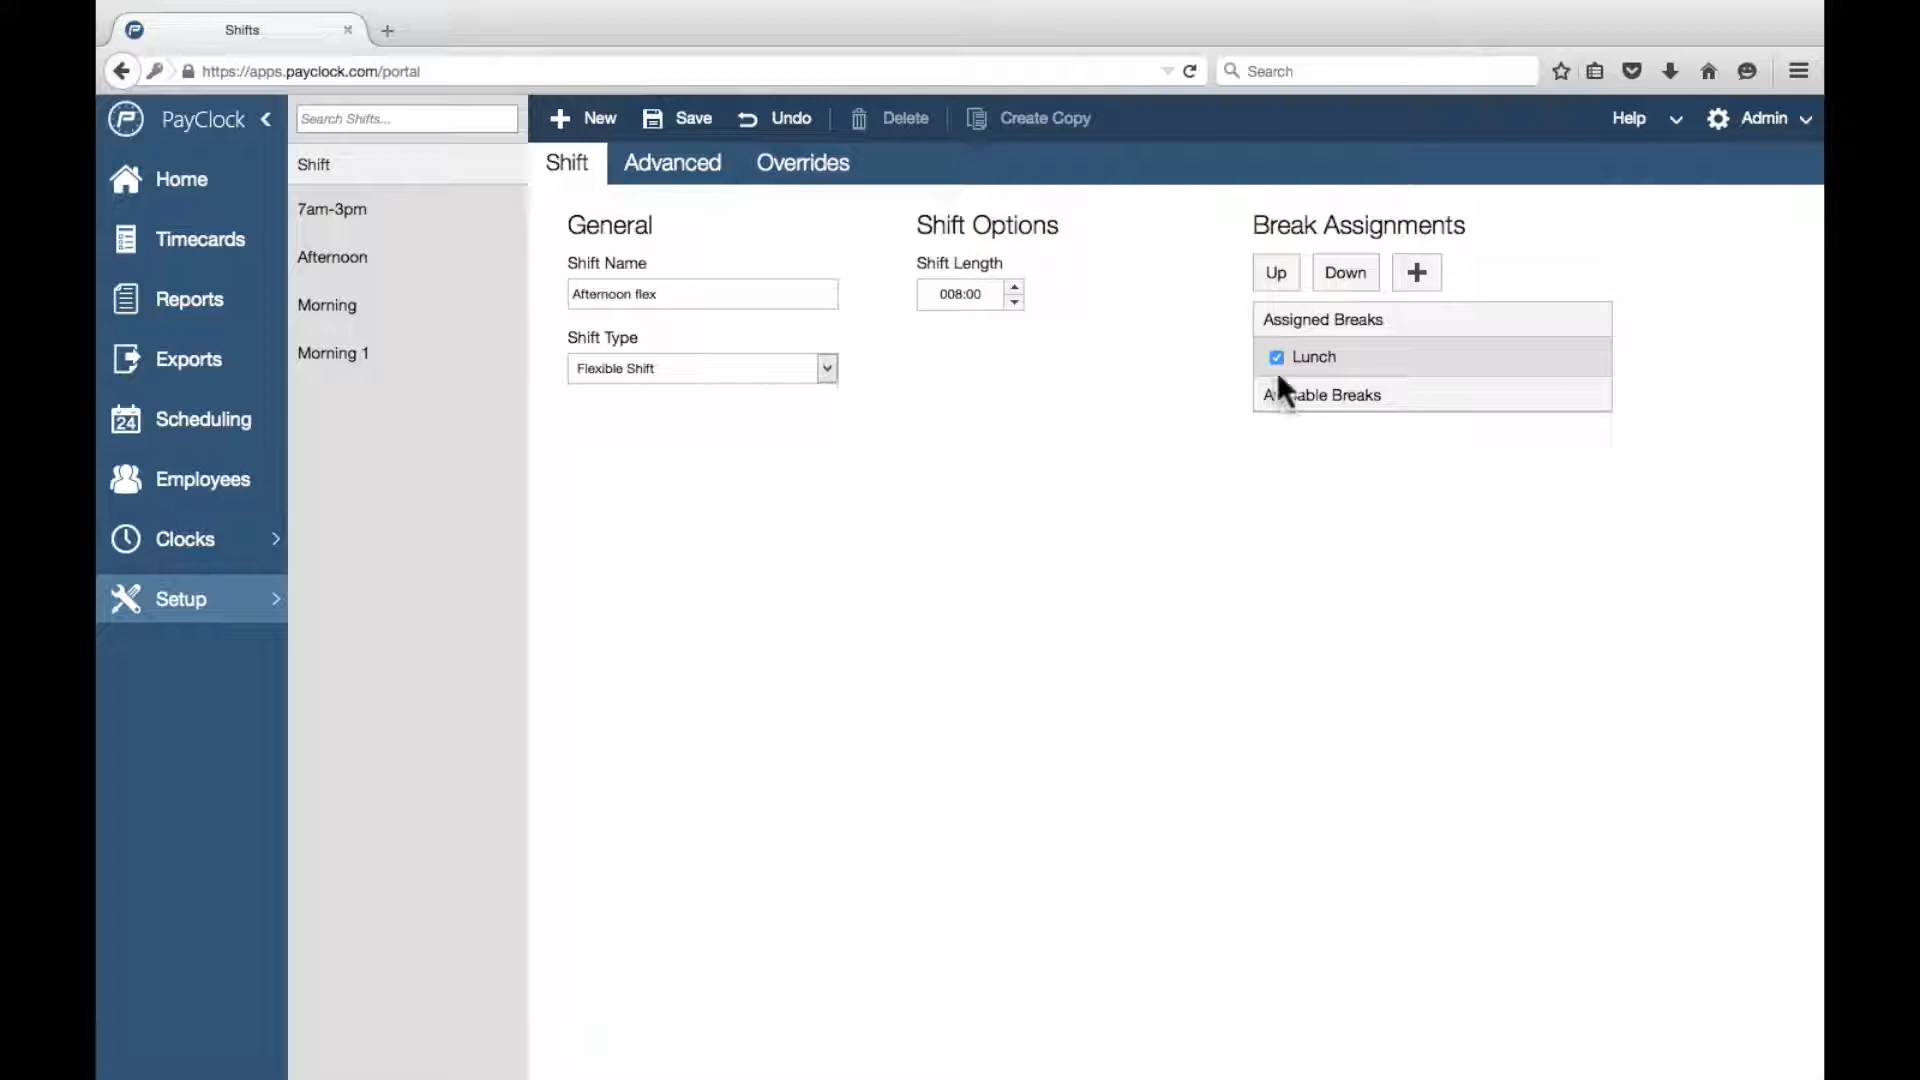 Shifts
https://apps.payclock.com/portal
Search
PayClock
Search Shifts...
New
Save
Undo
Delete
Create Copy
Help
Admin
Home
Timecards
Reports
Exports
24
Scheduling
Employees
Clocks
Setup
Shift
7am-3pm
Afternoon
Morning
Morning 1
Shift
Advanced
Overrides
General
Shift Name
Afternoon flex
Shift Type
Flexible Shift
Shift Options
Shift Length
008:00
Break Assignments
Up
Down
Assigned Breaks
Lunch
Breaks